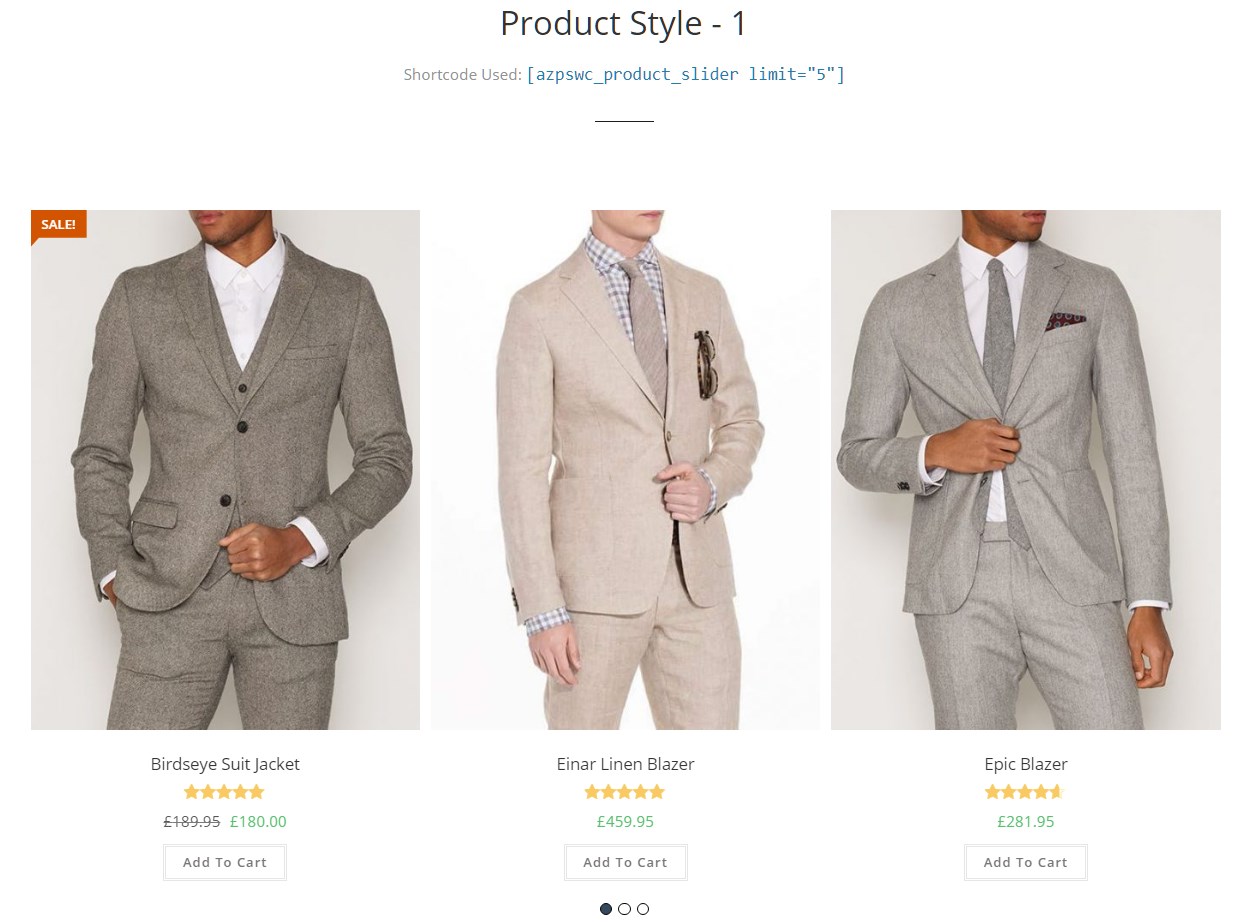 Product Style - 1
Shortcode Used: [azpswc_product_slider limit="5"]
SALE!
Birdseye Suit Jacket
£189.95 £180.00
Add To Cart
Einar Linen Blazer
£459.95
Add To Cart
Epic Blazer
£281.95
Add To Cart